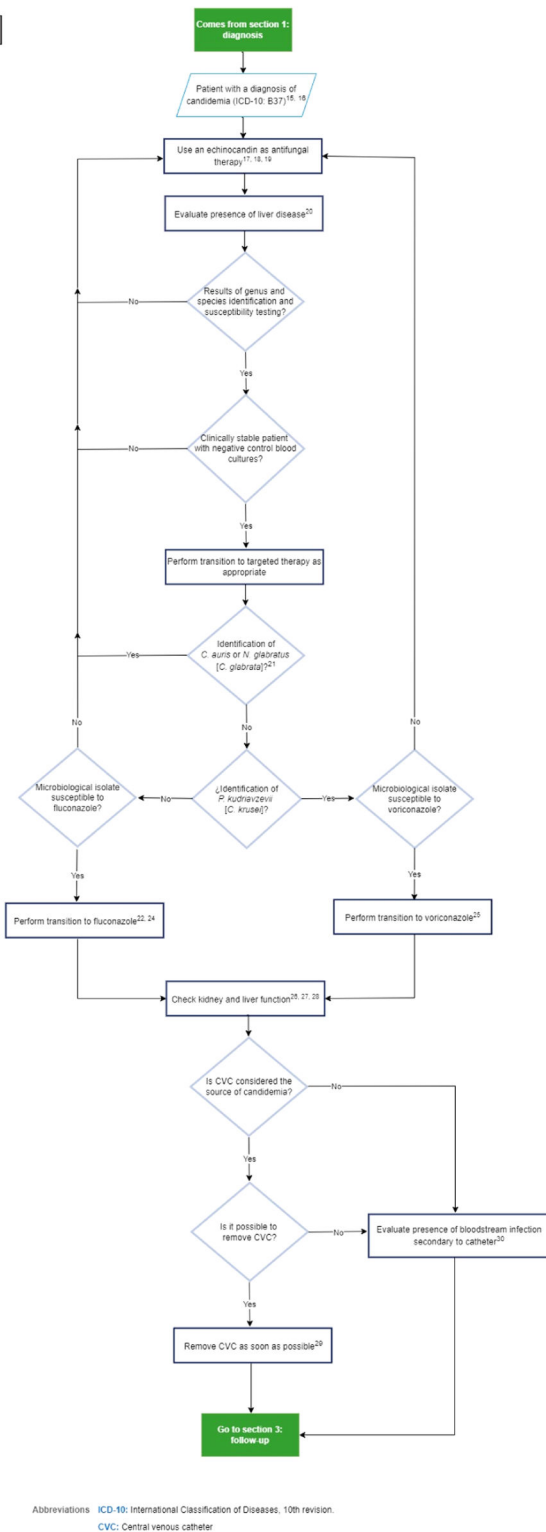 Comes from section 1:
diagnosis
Patient with a diagnosis of
candidemia (ICD-10: B37)15, 16
Use an echinocandin as antifungal
therapy17, 18, 19
Evaluate presence of liver disease20
Results of genus and
species identification and
susceptibility testing?
No
Yes
Clinically stable patient
with negative control blood
cultures?
No
Yes
Perform transition to targeted therapy as
appropriate
Identification of
C. auris or N. glabratus
[C. glabrata]?21
Yes
No
No
No
Microbiological isolate
susceptible to
fluconazole?
No
¿Identification of
P. kudriavzevii
[C. krusei]?
Yes
Microbiological isolate
susceptible to
voriconazole?
Yes
Yes
Perform transition to fluconazole22, 24
Perform transition to voriconazole25
Check kidney and liver function26, 27, 28
Is CVC considered the
source of candidemia?
No
Yes
Is it possible to
remove CVC?
No
Evaluate presence of bloodstream infection
secondary to catheter30
Yes
Remove CVC as soon as possible29
Go to section 3:
follow-up
Abbreviations ICD-10: International Classification of Diseases, 10th revision.
CVC: Central venous catheter